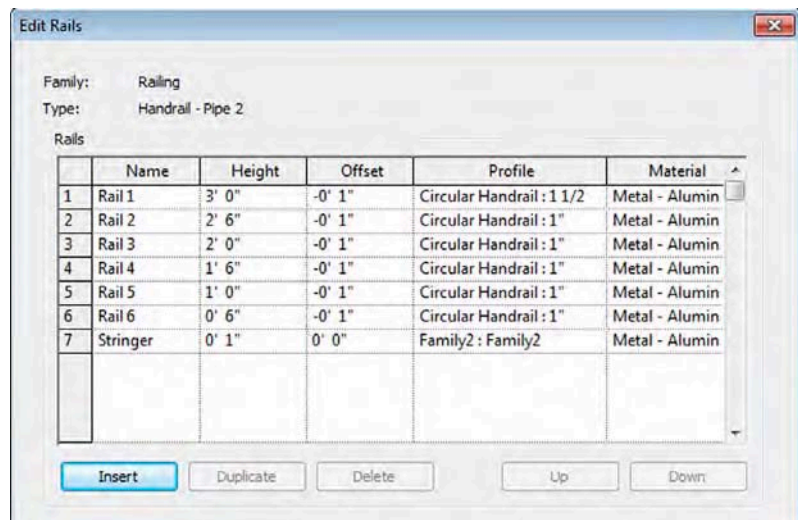 Edit Rails
Family: Railing
Type: Handrail - Pipe 2
Rails
Name Height Offset Profile Material
1 Rail 1 3' 0" -0' 1" Circular Handrail : 1 1/2 Metal - Alumin
2 Rail 2 2' 6" -0' 1" Circular Handrail : 1" Metal - Alumin
3 Rail 3 2' 0" -0' 1" Circular Handrail : 1" Metal - Alumin
4 Rail 4 1' 6" -0' 1" Circular Handrail : 1" Metal - Alumin
5 Rail 5 1' 0" -0' 1" Circular Handrail : 1" Metal - Alumin
6 Rail 6 0' 6" -0' 1" Circular Handrail : 1" Metal - Alumin
7 Stringer 0' 1" 0' 0" Family2 : Family2 Metal - Alumin
Insert Duplicate Delete Up Down